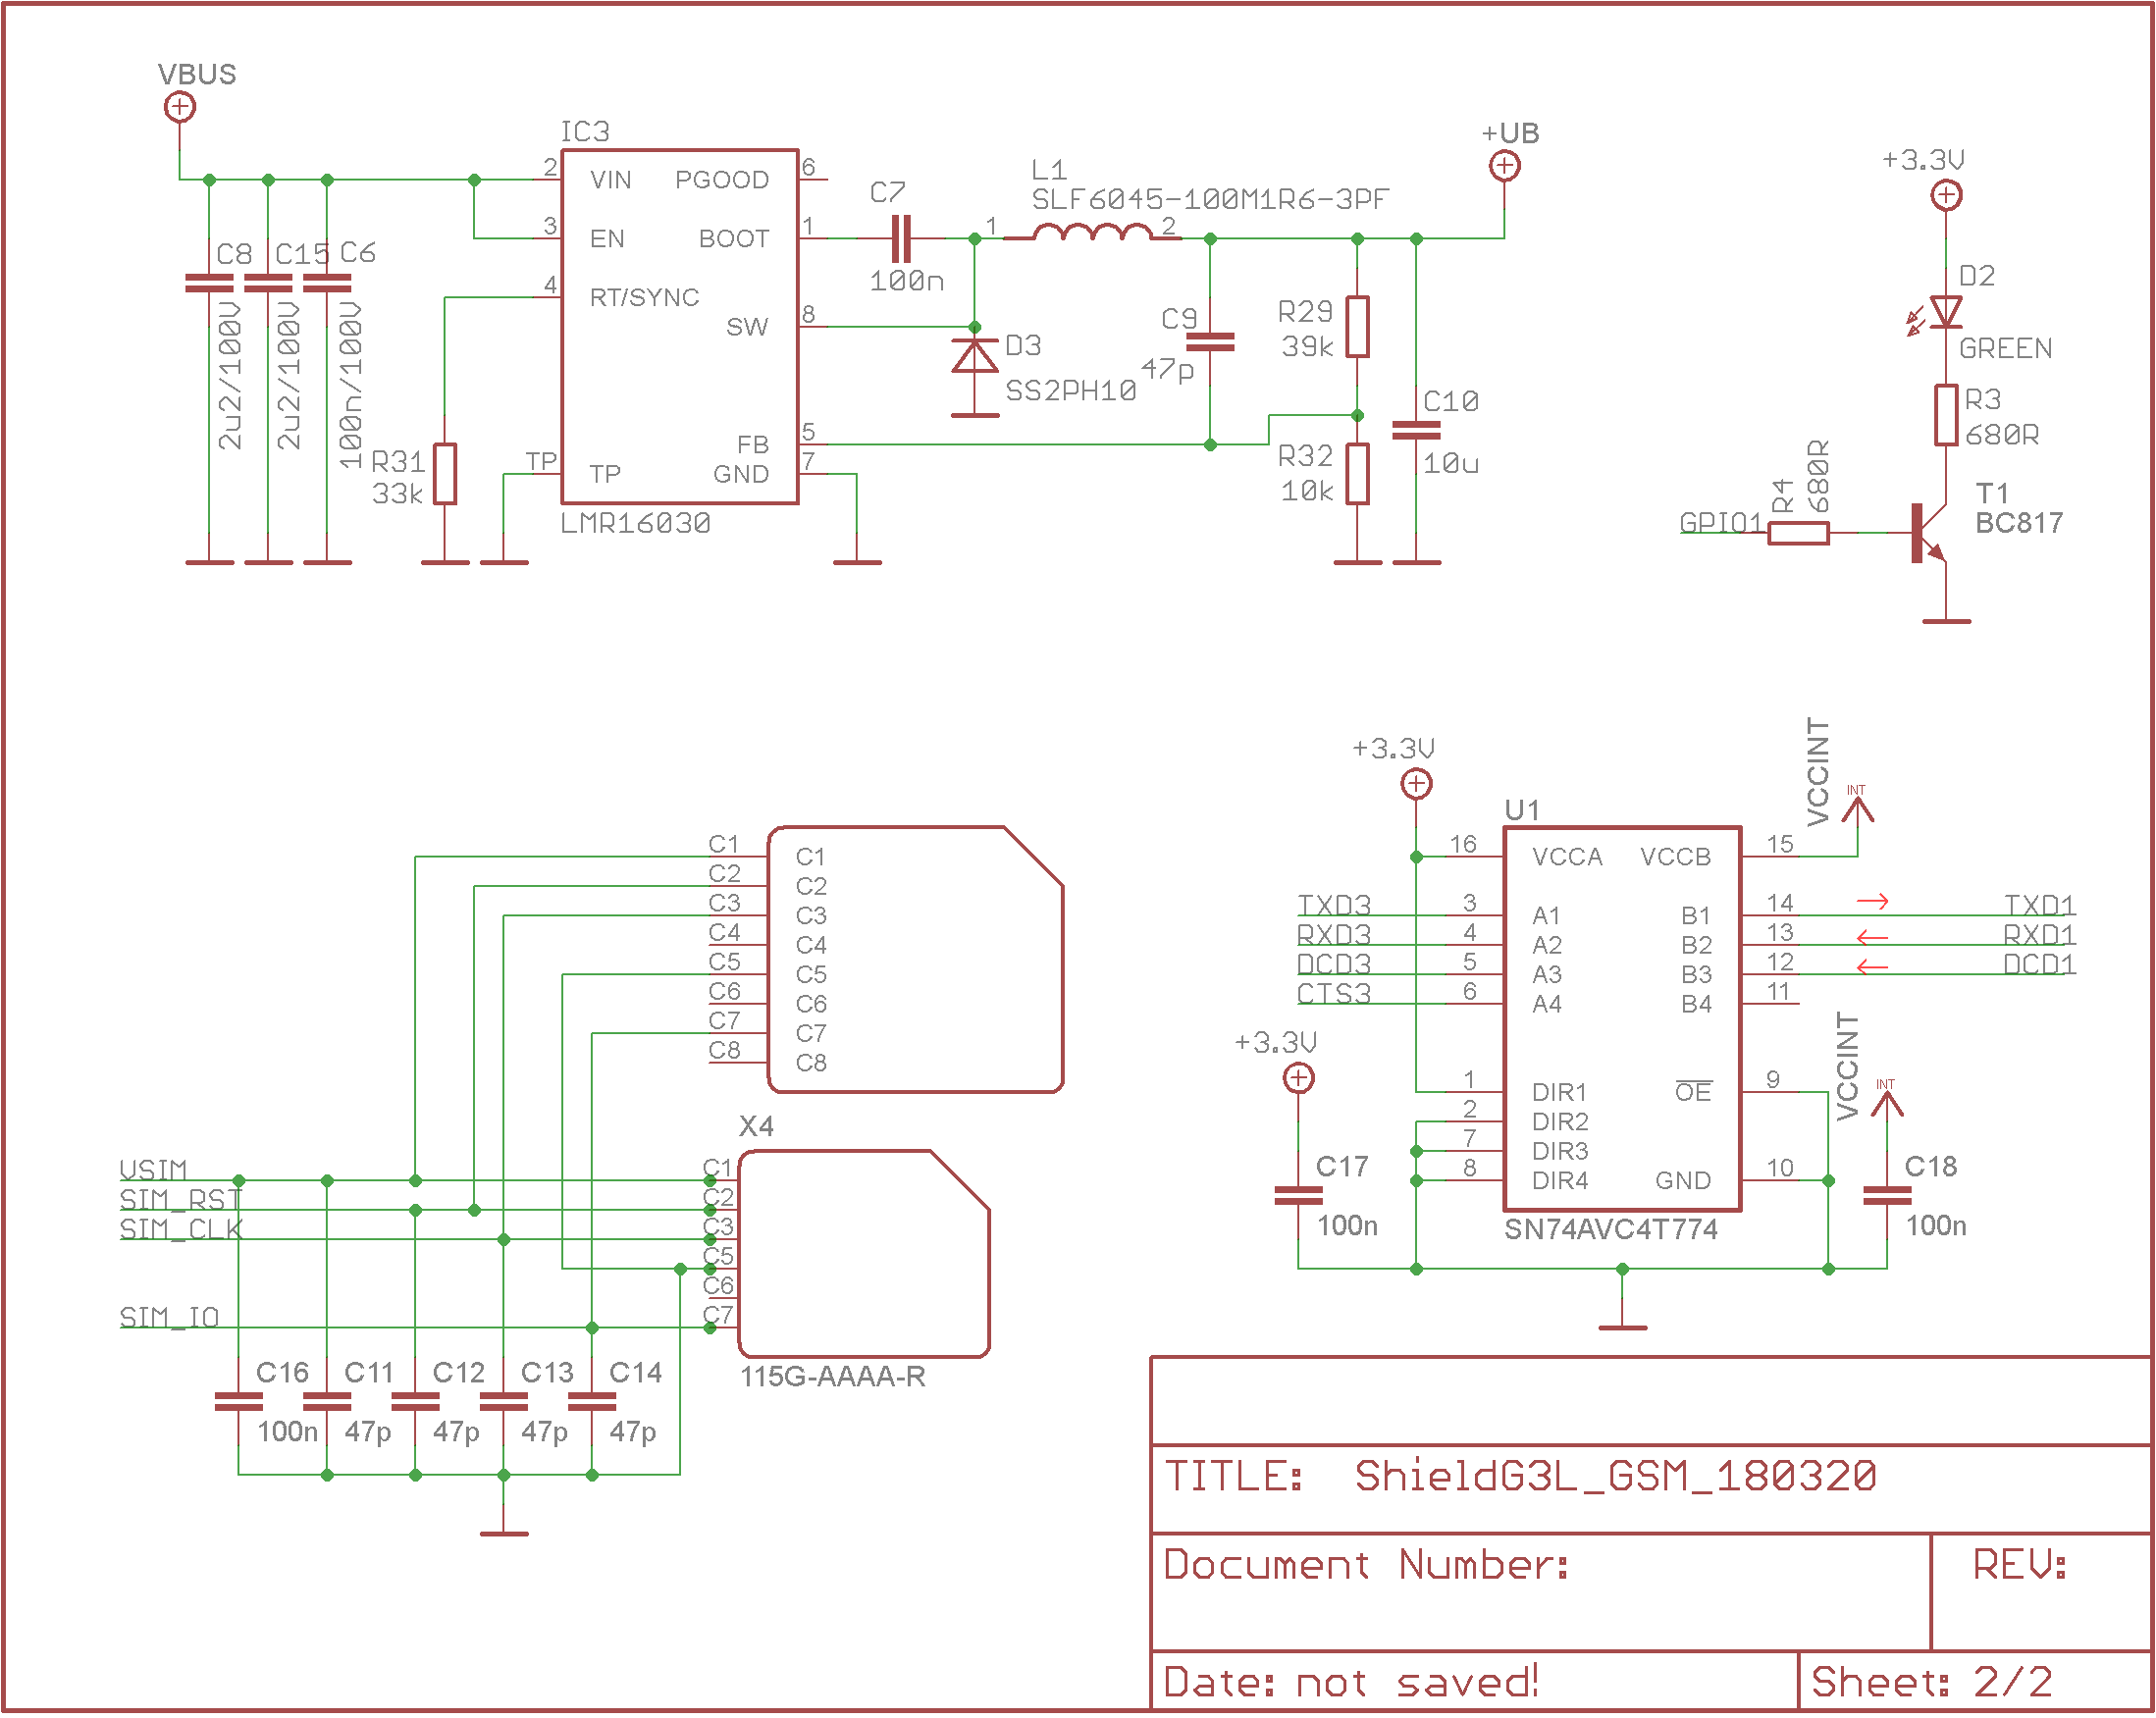 VBUS
IC3
2 VIN PGOOD 6
3 EN BOOT 1
4 RT/SYNC
SW 8
FB 5
TP TP GND 7
LMR16030
C8
2u2/100V
C15
2u2/100V
C6
100n/100V
R31
33k
C7
100n
1 L1 2
SLF6045-100M1R6-3PF
D3
SS2PH10
C9
47p
R29
39k
R32
10k
C10
10u
+UB
+3.3V
D2
GREEN
R3
680R
R4
680R
GPIO1
T1
BC817
C1 C1
C2 C2
C3 C3
C4 C4
C5 C5
C6 C6
C7 C7
C8 C8
X4
C1
C2
C3
C5
C6
C7
115G-AAAA-R
VSIM
SIM_RST
SIM_CLK
SIM_IO
C16
100n
C11
47p
C12
47p
C13
47p
C14
47p
+3.3V
U1
VCCINT
INT
16 VCCA VCCB 15
TXD3 3 A1 B1 14 TXD1
RXD3 4 A2 B2 13 RXD1
DCD3 5 A3 B3 12 DCD1
CTS3 6 A4 B4 11
1 DIR1 OE 9
2 DIR2
7 DIR3
8 DIR4 GND 10
SN74AVC4T774
+3.3V
C17
100n
VCCINT
INT
C18
100n
TITLE: ShieldG3L_GSM_180320
Document Number:
REV:
Date: not saved!
Sheet: 2/2